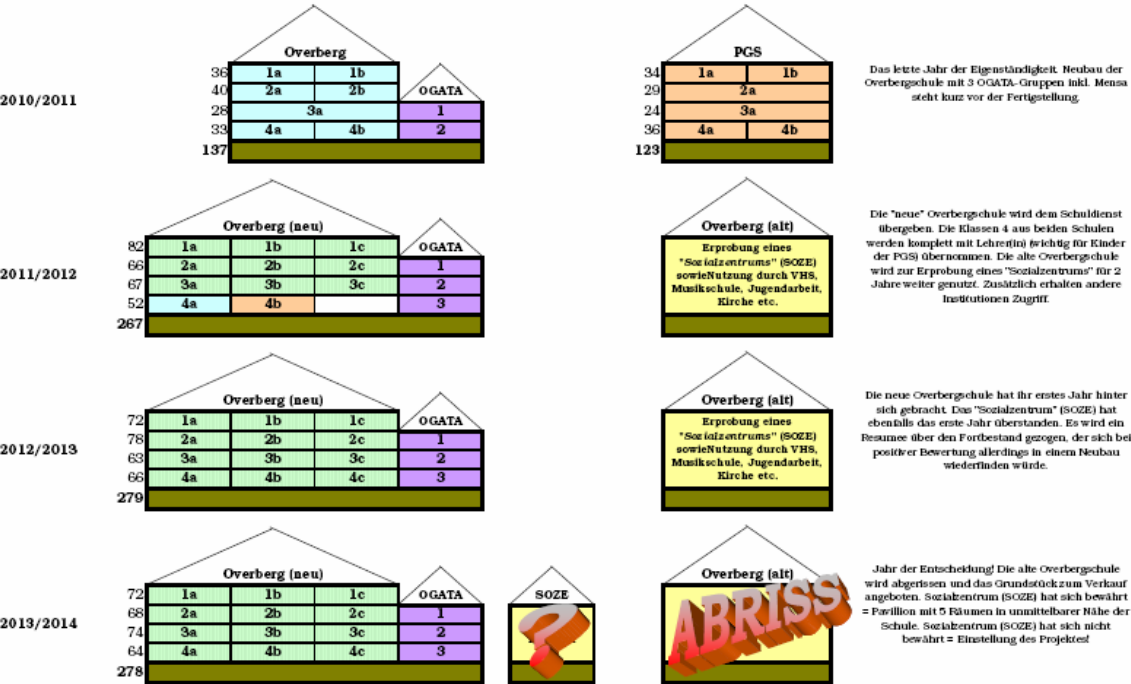 Overberg
PGS
36 1a 1b
34 1a 1b
Das letzte Jahr der Eigenständigkeit. Neubau der
40 2a 2b OGATA
29 2a
Overbergschule mit 3 OGATA-Gruppen inkl. Mensa
2010/2011
28 3a 1
24 3a
steht kurz vor der Fertigstellung.
33 4a 4b 2
36 4a 4b
137
123
Overberg (neu)
Overberg (alt)
82 1a 1b 1c OGATA
66 2a 2b 2c 1
2011/2012
67 3a 3b 3c 2
52 4a 4b 3
267
Erprobung eines
"Sozialzentrums" (SOZE)
sowieNutzung durch VHS,
Musikschule, Jugendarbeit,
Kirche etc.
Die "neue" Overbergschule wird dem Schuldienst
übergeben. Die Klassen 4 aus beiden Schulen
werden komplett mit Lehrer(in) (wichtig für Kinder
der PGS) übernommen. Die alte Overbergschule
wird zur Erprobung eines "Sozialzentrums" für 2
Jahre weiter genutzt. Zusätzlich erhalten andere
Institutionen Zugriff.
Overberg (neu)
Overberg (alt)
72 1a 1b 1c OGATA
78 2a 2b 2c 1
2012/2013
63 3a 3b 3c 2
66 4a 4b 4c 3
279
Erprobung eines
"Sozialzentrums" (SOZE)
sowieNutzung durch VHS,
Musikschule, Jugendarbeit,
Kirche etc.
Die neue Overbergschule hat ihr erstes Jahr hinter
sich gebracht. Das "Sozialzentrum" (SOZE) hat
ebenfalls das erste Jahr überstanden. Es wird ein
Resumee über den Fortbestand gezogen, der sich bei
positiver Bewertung allerdings in einem Neubau
wiederfinden würde.
Overberg (neu)
Overberg (alt)
72 1a 1b 1c OGATA
68 2a 2b 2c 1
2013/2014
74 3a 3b 3c 2
64 4a 4b 4c 3
278
SOZE
?
ABRISS
Jahr der Entscheidung! Die alte Overbergschule
wird abgerissen und das Grundstück zum Verkauf
angeboten. Sozialzentrum (SOZE) hat sich bewährt
= Pavillion mit 5 Räumen in unmittelbarer Nähe der
Schule. Sozialzentrum (SOZE) hat sich nicht
bewährt = Einstellung des Projektes!